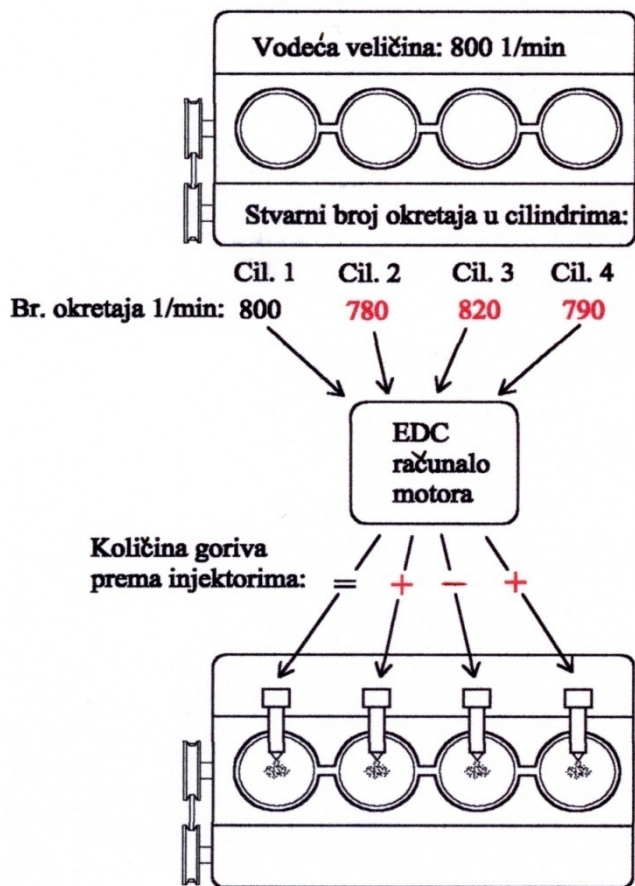 Vodeća veličina: 800 1/min
Stvarni broj okretaja u cilindrima:
Cil. 1 Cil. 2 Cil. 3 Cil. 4
Br. okretaja 1/min: 800 780 820 790
EDC
računalo
motora
Količina goriva
prema injektorima: = + − +